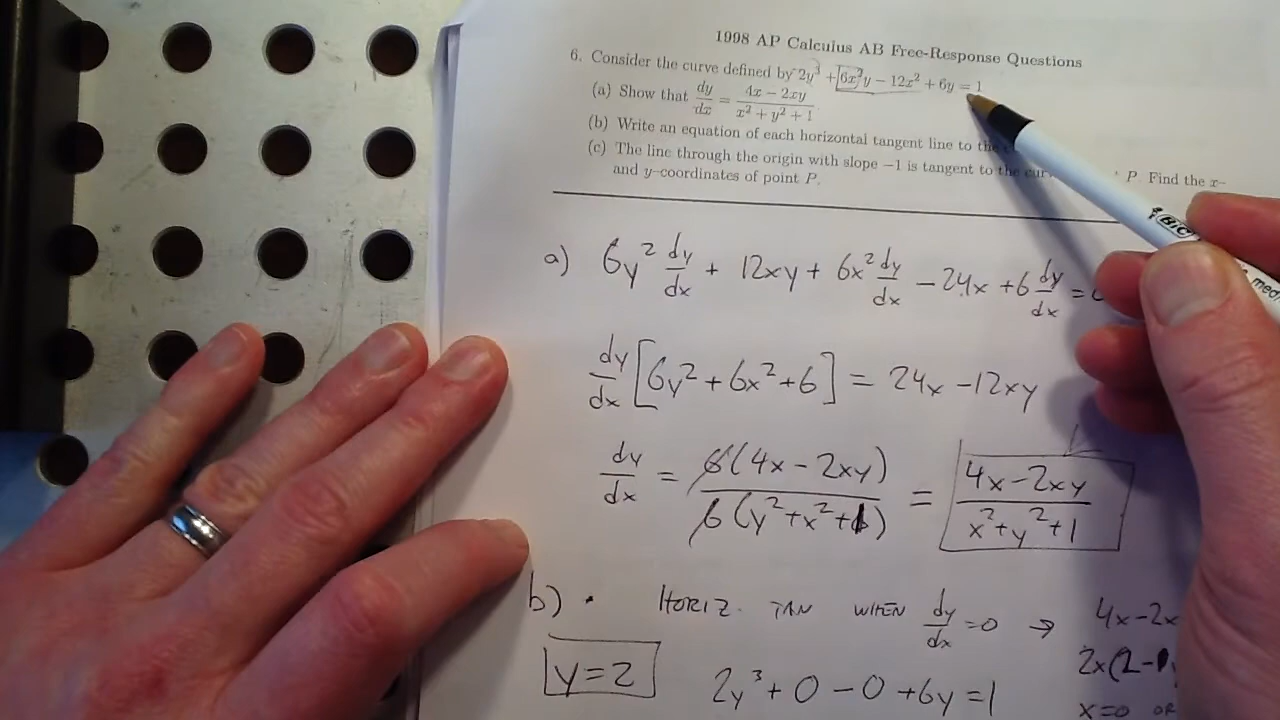 1998 AP Calculus AB Free-Response Questions
6. Consider the curve defined by 2y³ + 6x²y − 12x² + 6y = 1
(a) Show that dy/dx = (4x − 2xy)/(x² + y² + 1)
(b) Write an equation of each horizontal tangent line to the
(c) The line through the origin with slope −1 is tangent to the P. Find the x-
and y-coordinates of point P.
BIC
a) 6y² dy/dx + 12xy + 6x² dy/dx − 24x + 6 dy/dx =
dy/dx [6y² + 6x² + 6] = 24x − 12xy
dy/dx = 6(4x − 2xy)/6(y² + x² + 1) = (4x − 2xy)/(x² + y² + 1)
b) • HORIZ. TAN WHEN dy/dx = 0 → 4x−2x
2x(2−
y=2 2y³ + 0 − 0 + 6y = 1 x=0 OR